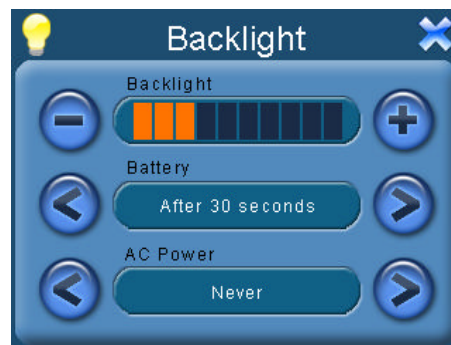 Backlight
Backlight
Battery
After 30 seconds
AC Power
Never